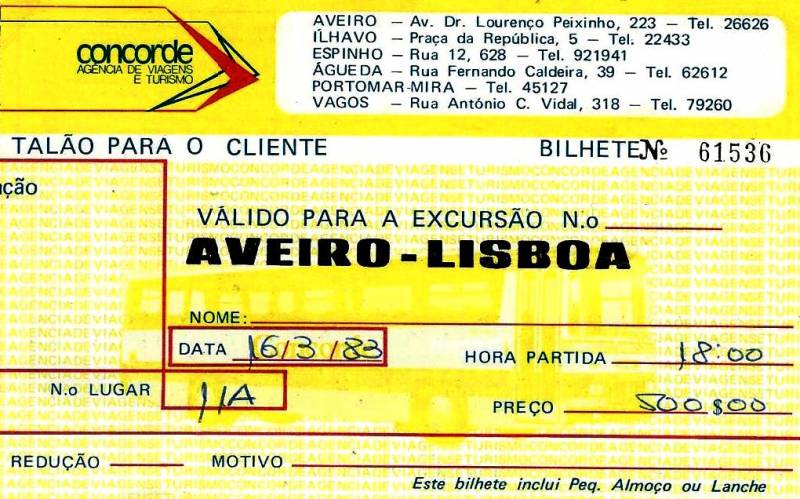 concorde
AGÊNCIA DE VIAGENS
E TURISMO
AVEIRO — Av. Dr. Lourenço Peixinho, 223 — Tel. 26626
ÍLHAVO — Praça da República, 5 — Tel. 22433
ESPINHO — Rua 12, 628 — Tel. 921941
ÁGUEDA — Rua Fernando Caldeira, 39 — Tel. 62612
PORTOMAR-MIRA — Tel. 45127
VAGOS — Rua António C. Vidal, 318 — Tel. 79260
TALÃO PARA O CLIENTE BILHETE Nº 61536
ção
VÁLIDO PARA A EXCURSÃO N.o
AVEIRO-LISBOA
NOME:
DATA 16/3/83 HORA PARTIDA 18:00
N.o LUGAR 11A PREÇO 500$00
REDUÇÃO MOTIVO
Este bilhete inclui Peq. Almoço ou Lanche